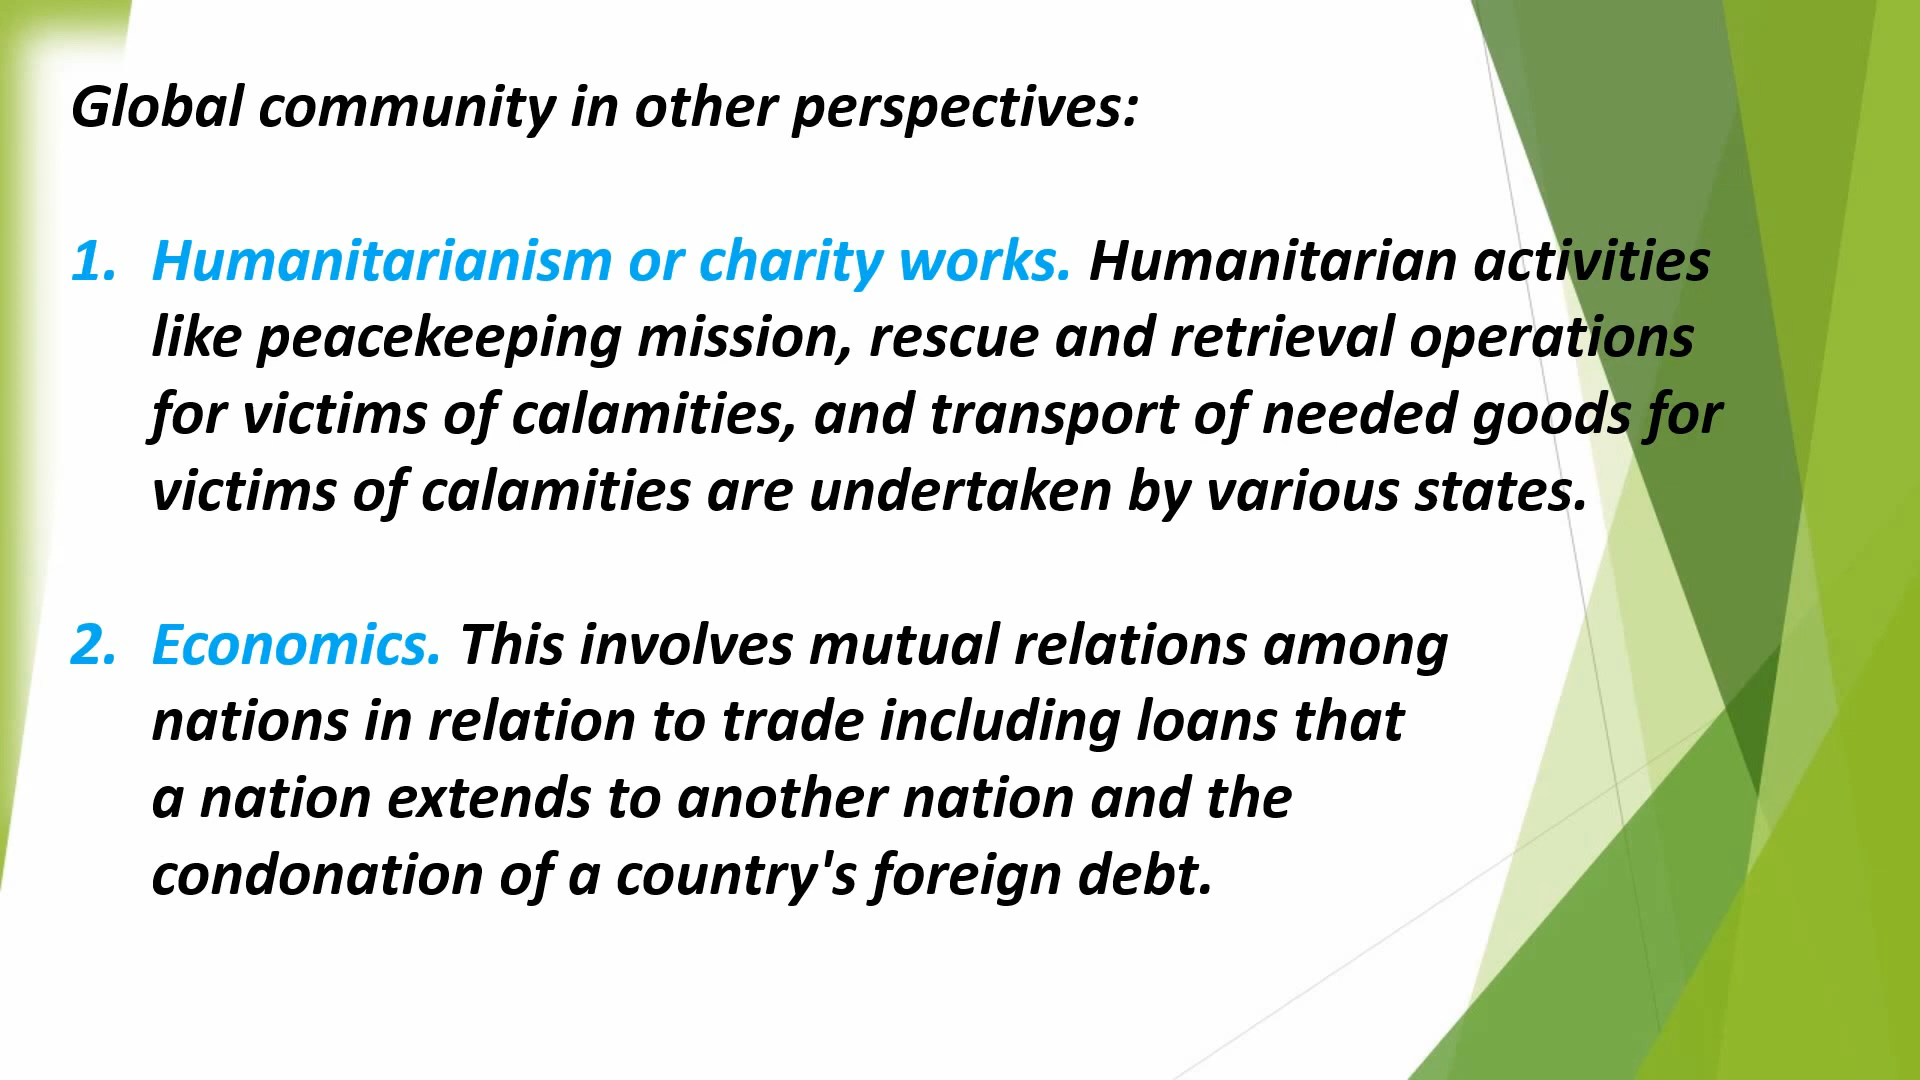 Global community in other perspectives:
1. Humanitarianism or charity works. Humanitarian activities
like peacekeeping mission, rescue and retrieval operations
for victims of calamities, and transport of needed goods for
victims of calamities are undertaken by various states.
2. Economics. This involves mutual relations among
nations in relation to trade including loans that
a nation extends to another nation and the
condonation of a country's foreign debt.